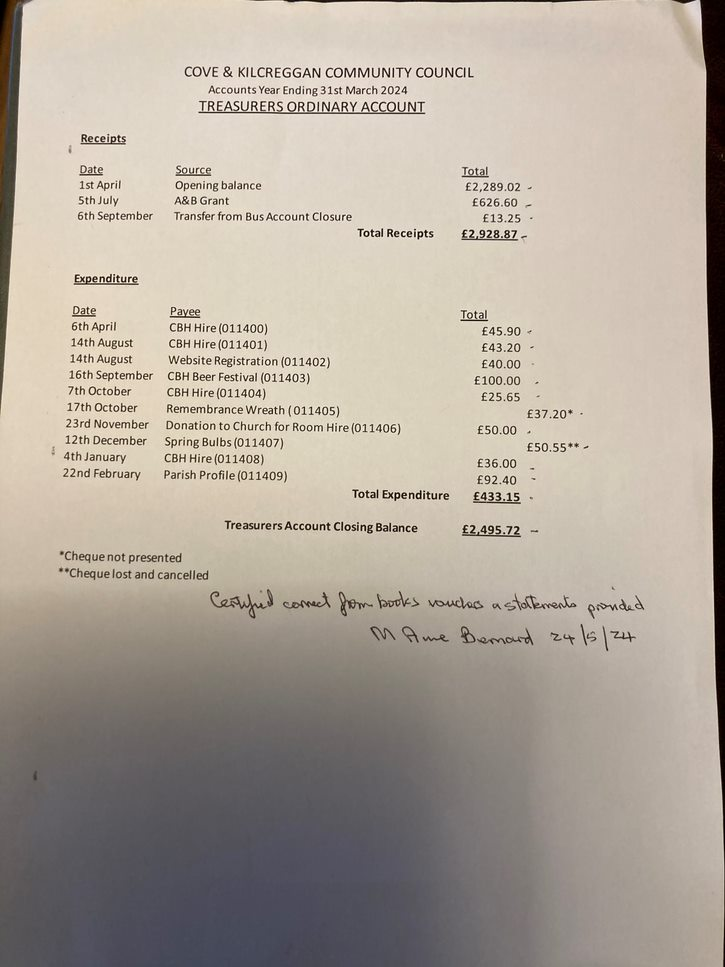 COVE & KILCREGGAN COMMUNITY COUNCIL
Accounts Year Ending 31st March 2024
TREASURERS ORDINARY ACCOUNT
Receipts
Date Source Total
1st April Opening balance £2,289.02
5th July A&B Grant £626.60
6th September Transfer from Bus Account Closure £13.25
Total Receipts £2,928.87
Expenditure
Date Payee Total
6th April CBH Hire (011400) £45.90
14th August CBH Hire (011401) £43.20
14th August Website Registration (011402) £40.00
16th September CBH Beer Festival (011403) £100.00
7th October CBH Hire (011404) £25.65
17th October Remembrance Wreath (011405) £37.20*
23rd November Donation to Church for Room Hire (011406) £50.00
12th December Spring Bulbs (011407) £50.55**
4th January CBH Hire (011408) £36.00
22nd February Parish Profile (011409) £92.40
Total Expenditure £433.15
Treasurers Account Closing Balance £2,495.72
*Cheque not presented
**Cheque lost and cancelled
Certified correct from books vouchers & statements provided
M Anne Bernard 24/5/24